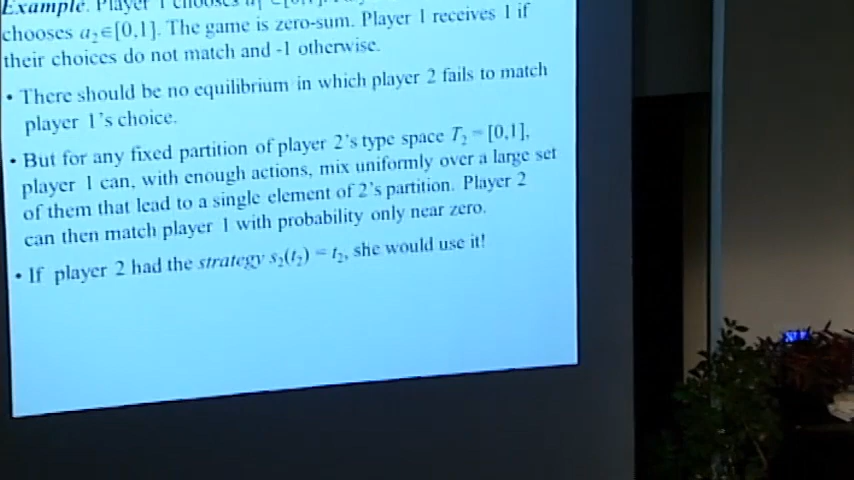 Example. Player 1 chooses
chooses a₂∈[0,1]. The game is zero-sum. Player 1 receives 1 if
their choices do not match and -1 otherwise.
• There should be no equilibrium in which player 2 fails to match
player 1's choice.
• But for any fixed partition of player 2's type space T₂ = [0,1],
player 1 can, with enough actions, mix uniformly over a large set
of them that lead to a single element of 2's partition. Player 2
can then match player 1 with probability only near zero.
• If player 2 had the strategy s₂(t₂) = t₂, she would use it!